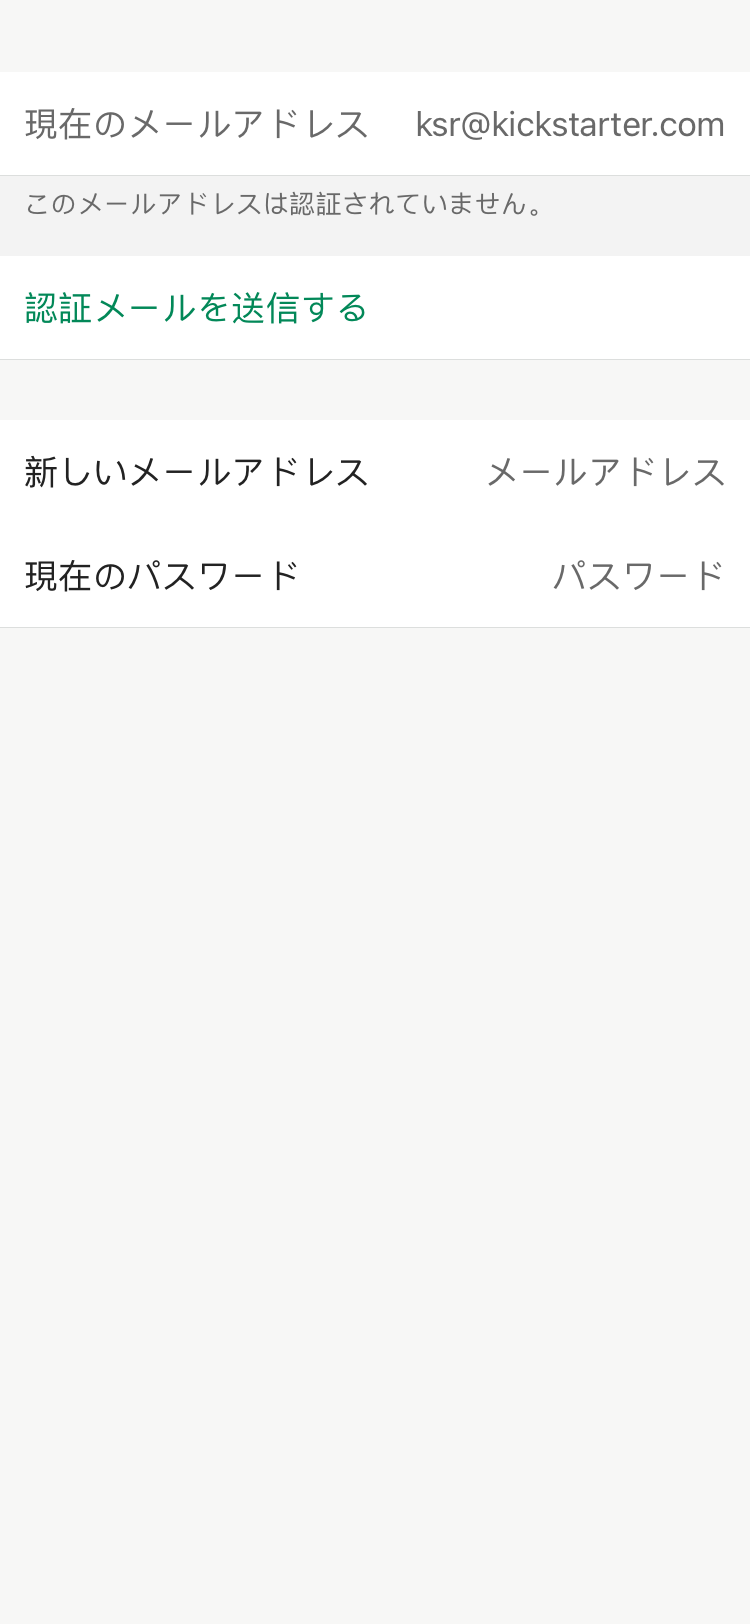 現在のメールアドレス ksr@kickstarter.com
このメールアドレスは認証されていません。
認証メールを送信する
新しいメールアドレス メールアドレス
現在のパスワード パスワード